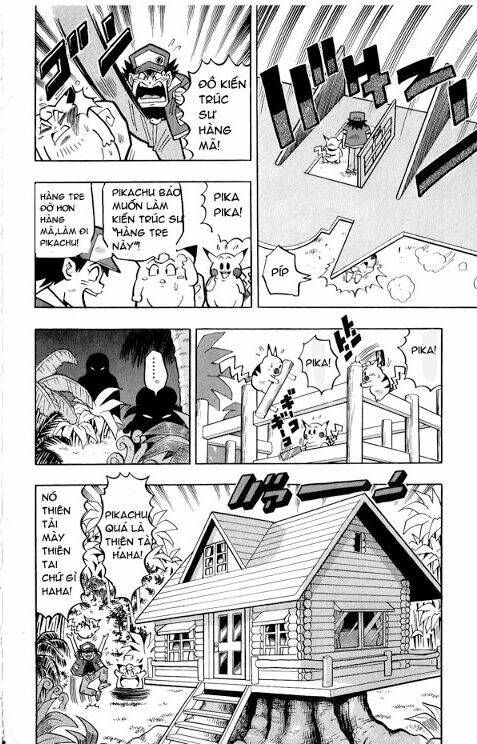 PÍP
ĐỒ KIẾN
TRÚC
SƯ
HÀNG
MÃ!
PIKA
PIKA!
PIKACHU BẢO
MUỐN LÀM
KIẾN TRÚC SƯ
"HÀNG TRE
NÀY"!
HÀNG TRE
ĐỠ HƠN
HÀNG
MÃ,LÀM ĐI
PIKACHU!
PIKA!
PIKA!
......
PIKACHU
QUẢ LÀ
THIÊN TÀI
HAHA!
NÓ
THIÊN
TÀI
MÀY
THIÊN
TAI
CHỨ GÌ
HAHA!